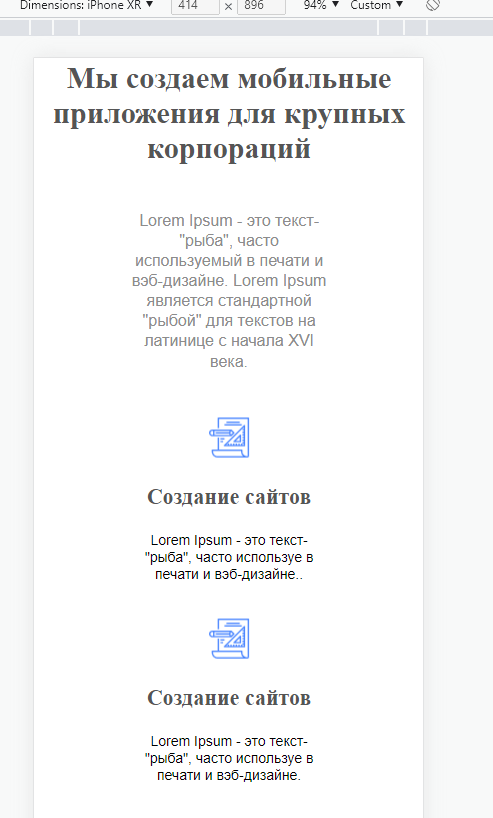 Dimensions: iPhone XR ▼ 414 × 896 94% ▼ Custom ▼
Мы создаем мобильные
приложения для крупных
корпораций
Lorem Ipsum - это текст-
"рыба", часто
используемый в печати и
вэб-дизайне. Lorem Ipsum
является стандартной
"рыбой" для текстов на
латинице с начала XVI
века.
Создание сайтов
Lorem Ipsum - это текст-
"рыба", часто используе в
печати и вэб-дизайне..
Создание сайтов
Lorem Ipsum - это текст-
"рыба", часто используе в
печати и вэб-дизайне.